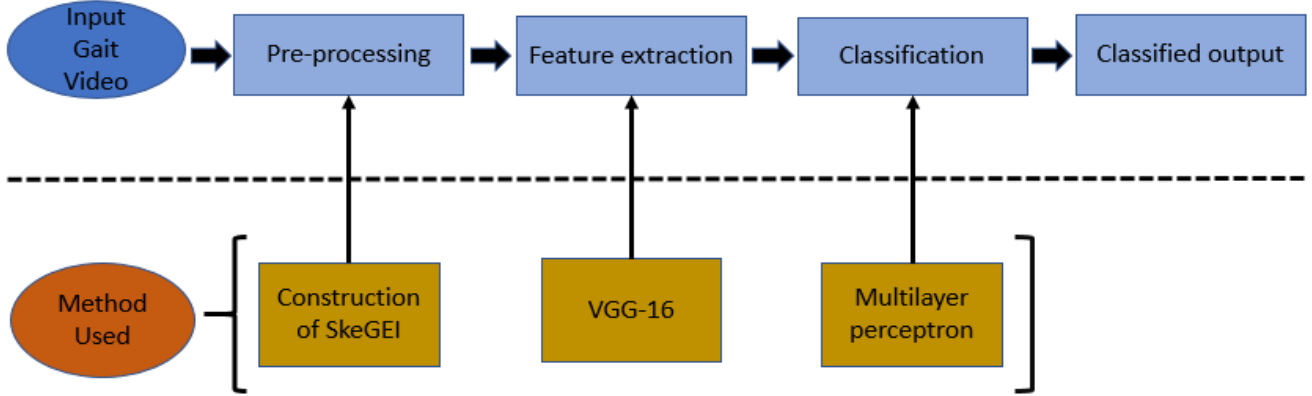 Input
Gait
Video
Pre-processing
Feature extraction
Classification
Classified output
Method
Used
Construction
of SkeGEI
VGG-16
Multilayer
perceptron